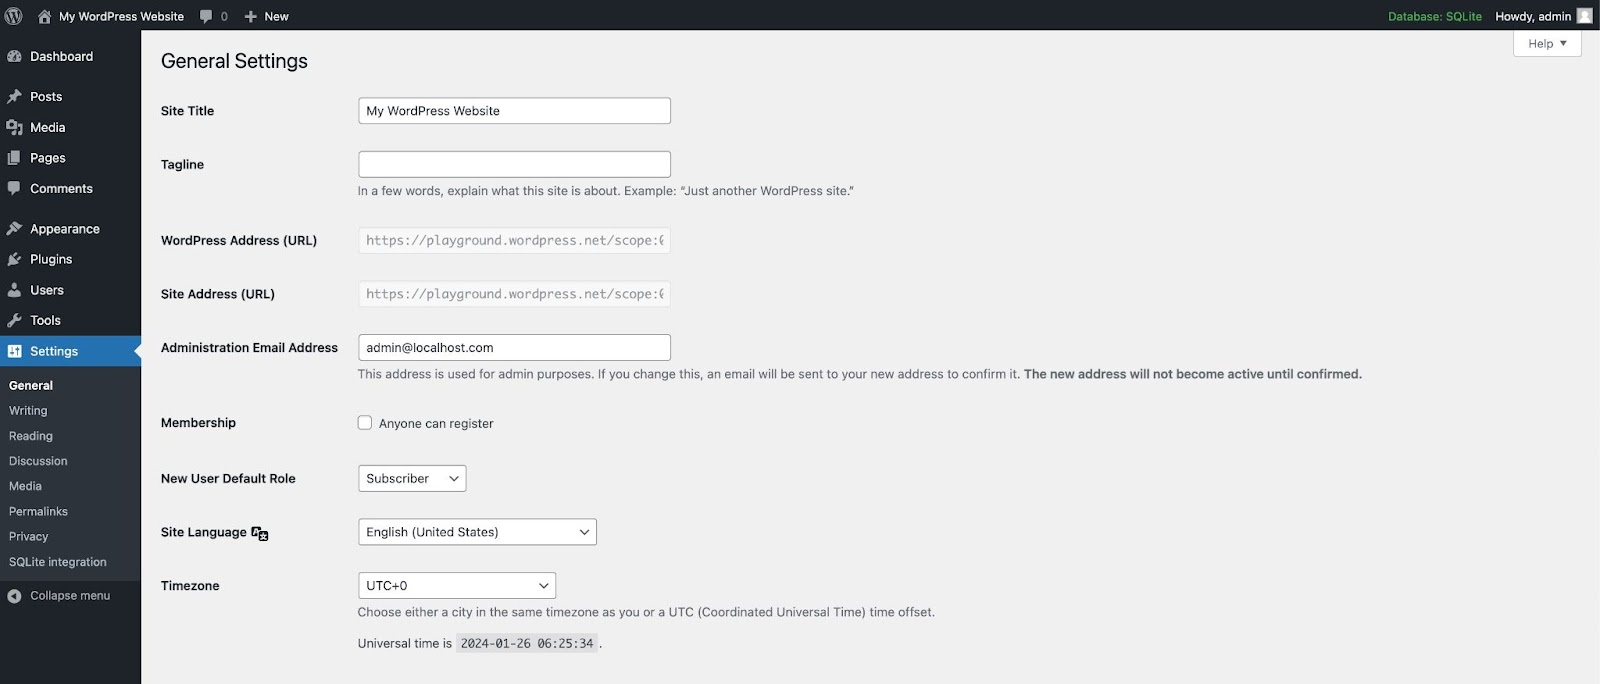 My WordPress Website 0 New Database: SQLite Howdy, admin
Help
Dashboard
Posts
Media
Pages
Comments
Appearance
Plugins
Users
Tools
Settings
General
Writing
Reading
Discussion
Media
Permalinks
Privacy
SQLite integration
Collapse menu
General Settings
Site Title My WordPress Website
Tagline
In a few words, explain what this site is about. Example: “Just another WordPress site.”
WordPress Address (URL) https://playground.wordpress.net/scope:0
Site Address (URL) https://playground.wordpress.net/scope:0
Administration Email Address admin@localhost.com
This address is used for admin purposes. If you change this, an email will be sent to your new address to confirm it. The new address will not become active until confirmed.
Membership Anyone can register
New User Default Role Subscriber
Site Language English (United States)
Timezone UTC+0
Choose either a city in the same timezone as you or a UTC (Coordinated Universal Time) time offset.
Universal time is 2024-01-26 06:25:34 .